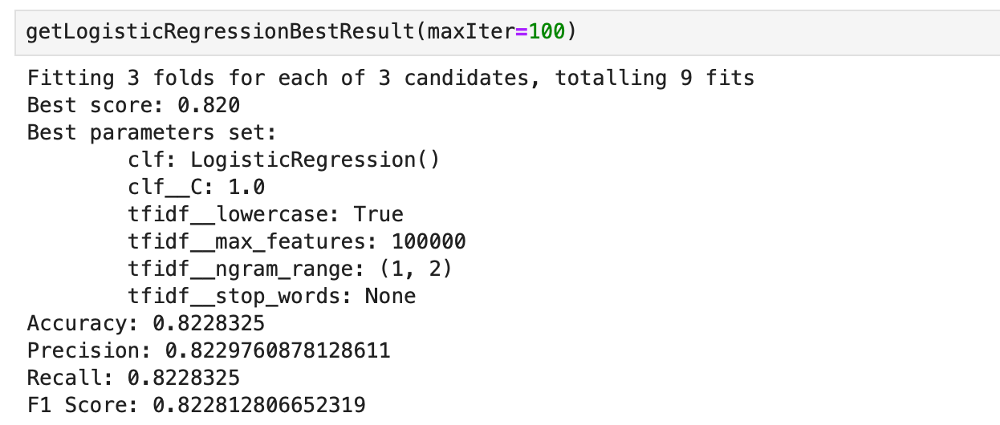 getLogisticRegressionBestResult(maxIter=100)
Fitting 3 folds for each of 3 candidates, totalling 9 fits
Best score: 0.820
Best parameters set:
clf: LogisticRegression()
clf__C: 1.0
tfidf__lowercase: True
tfidf__max_features: 100000
tfidf__ngram_range: (1, 2)
tfidf__stop_words: None
Accuracy: 0.8228325
Precision: 0.8229760878128611
Recall: 0.8228325
F1 Score: 0.822812806652319